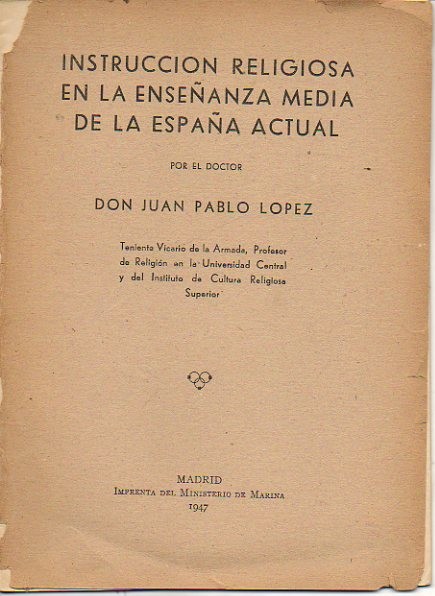 INSTRUCCION RELIGIOSA
EN LA ENSEÑANZA MEDIA
DE LA ESPAÑA ACTUAL
POR EL DOCTOR
DON JUAN PABLO LOPEZ
Teniente Vicario de la Armada, Profesor
de Religión en la Universidad Central
y del Instituto de Cultura Religiosa
Superior
MADRID
IMPRENTA DEL MINISTERIO DE MARINA
1947